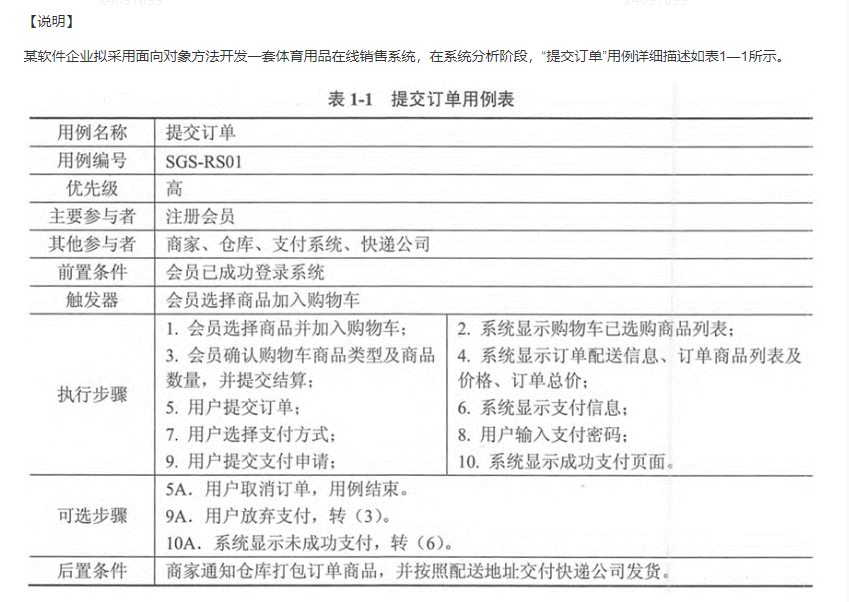 【说明】
某软件企业拟采用面向对象方法开发一套体育用品在线销售系统，在系统分析阶段，“提交订单”用例详细描述如表1—1所示。
表 1-1 提交订单用例表
用例名称 提交订单
用例编号 SGS-RS01
优先级 高
主要参与者 注册会员
其他参与者 商家、仓库、支付系统、快递公司
前置条件 会员已成功登录系统
触发器 会员选择商品加入购物车
执行步骤
1. 会员选择商品并加入购物车； 2. 系统显示购物车已选购商品列表；
3. 会员确认购物车商品类型及商品 4. 系统显示订单配送信息、订单商品列表及
数量，并提交结算； 价格、订单总价；
5. 用户提交订单； 6. 系统显示支付信息；
7. 用户选择支付方式； 8. 用户输入支付密码；
9. 用户提交支付申请； 10. 系统显示成功支付页面。
可选步骤
5A. 用户取消订单，用例结束。
9A. 用户放弃支付，转（3）。
10A. 系统显示未成功支付，转（6）。
后置条件 商家通知仓库打包订单商品，并按照配送地址交付快递公司发货。